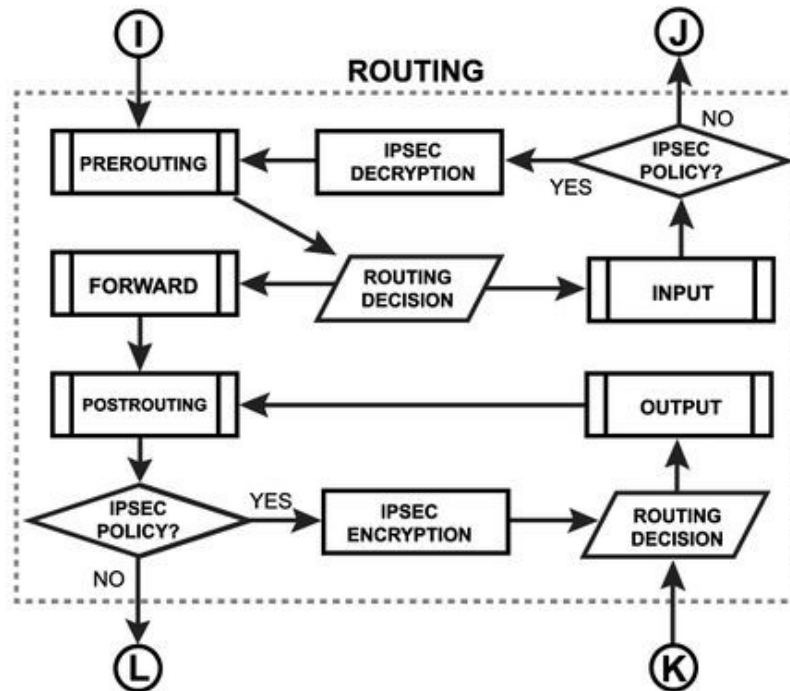 I
J
ROUTING
NO
PREROUTING
IPSEC
DECRYPTION
YES
IPSEC
POLICY?
FORWARD
ROUTING
DECISION
INPUT
POSTROUTING
OUTPUT
IPSEC
POLICY?
YES
IPSEC
ENCRYPTION
ROUTING
DECISION
NO
L
K